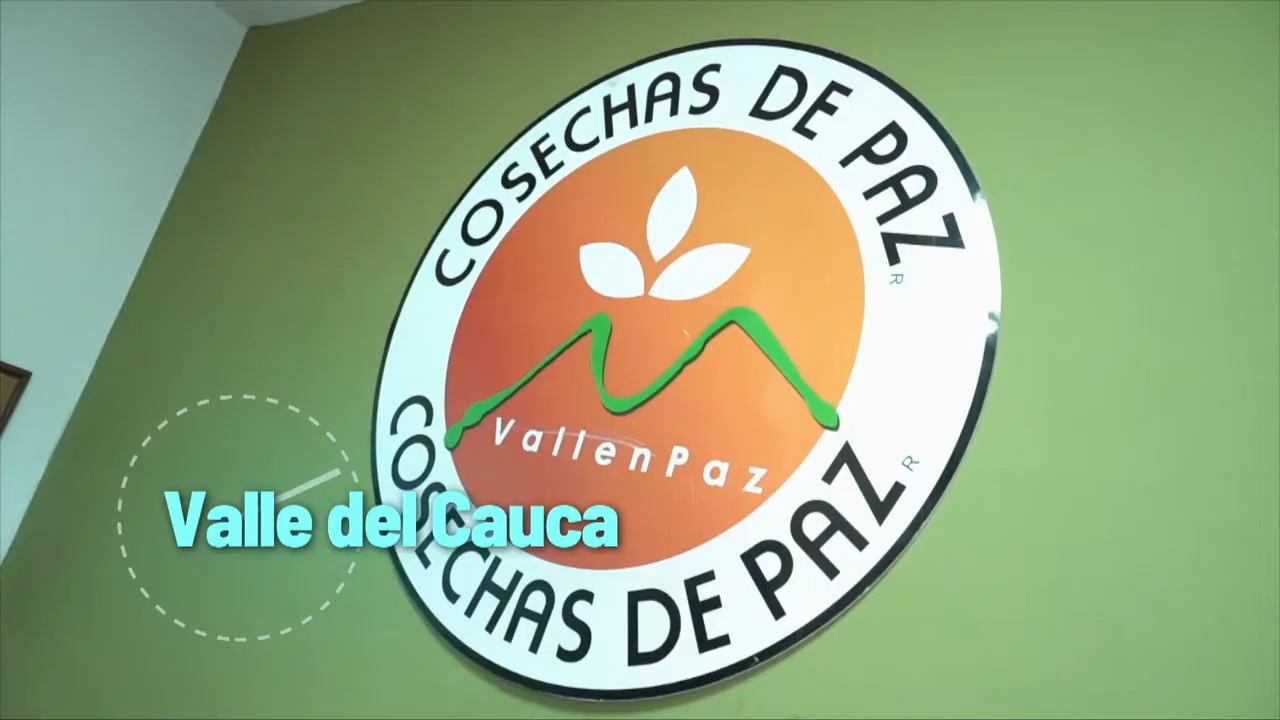 COSECHAS DE PAZ
R
VallenPaz
COSECHAS DE PAZ
R
Valle del Cauca